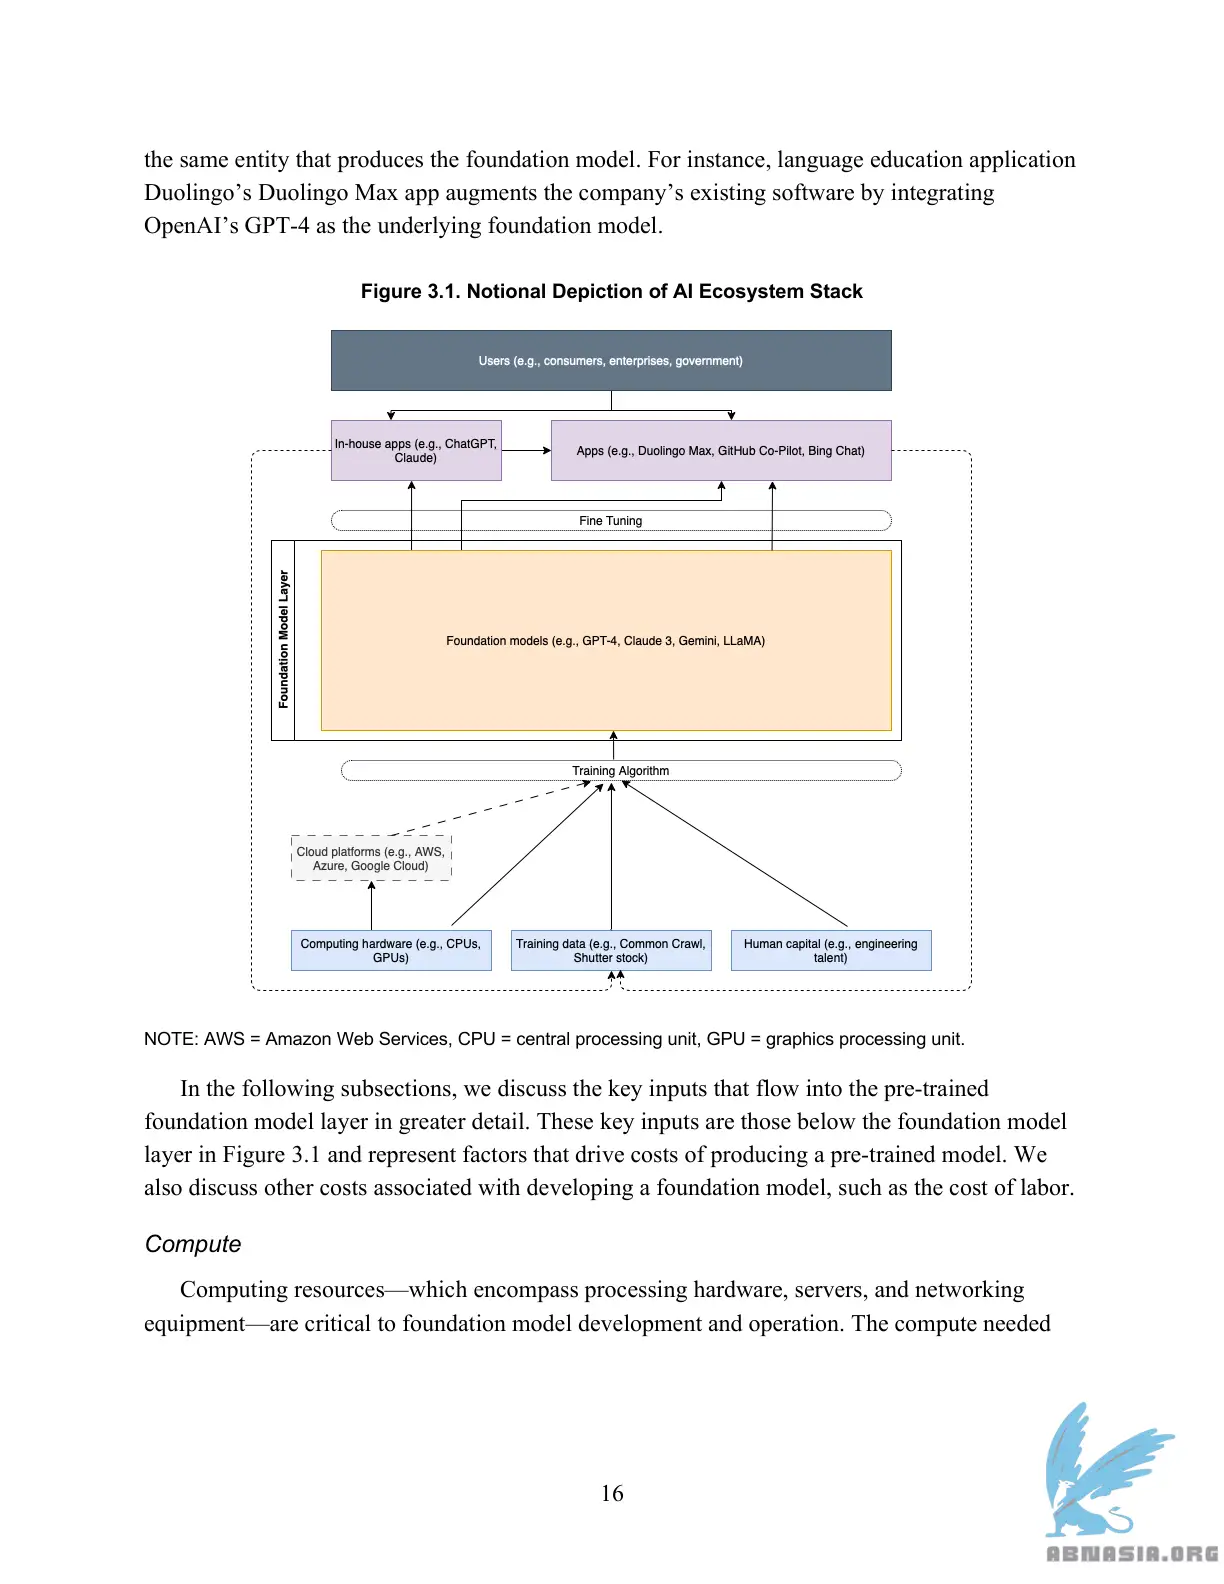 the same entity that produces the foundation model. For instance, language education application
Duolingo’s Duolingo Max app augments the company’s existing software by integrating
OpenAI’s GPT-4 as the underlying foundation model.
Figure 3.1. Notional Depiction of AI Ecosystem Stack
Users (e.g., consumers, enterprises, government)
In-house apps (e.g., ChatGPT,
Claude)
Apps (e.g., Duolingo Max, GitHub Co-Pilot, Bing Chat)
Fine Tuning
Foundation Model Layer
Foundation models (e.g., GPT-4, Claude 3, Gemini, LLaMA)
Training Algorithm
Cloud platforms (e.g., AWS,
Azure, Google Cloud)
Computing hardware (e.g., CPUs,
GPUs)
Training data (e.g., Common Crawl,
Shutter stock)
Human capital (e.g., engineering
talent)
NOTE: AWS = Amazon Web Services, CPU = central processing unit, GPU = graphics processing unit.
In the following subsections, we discuss the key inputs that flow into the pre-trained
foundation model layer in greater detail. These key inputs are those below the foundation model
layer in Figure 3.1 and represent factors that drive costs of producing a pre-trained model. We
also discuss other costs associated with developing a foundation model, such as the cost of labor.
Compute
Computing resources—which encompass processing hardware, servers, and networking
equipment—are critical to foundation model development and operation. The compute needed
16
ABNASIA.ORG